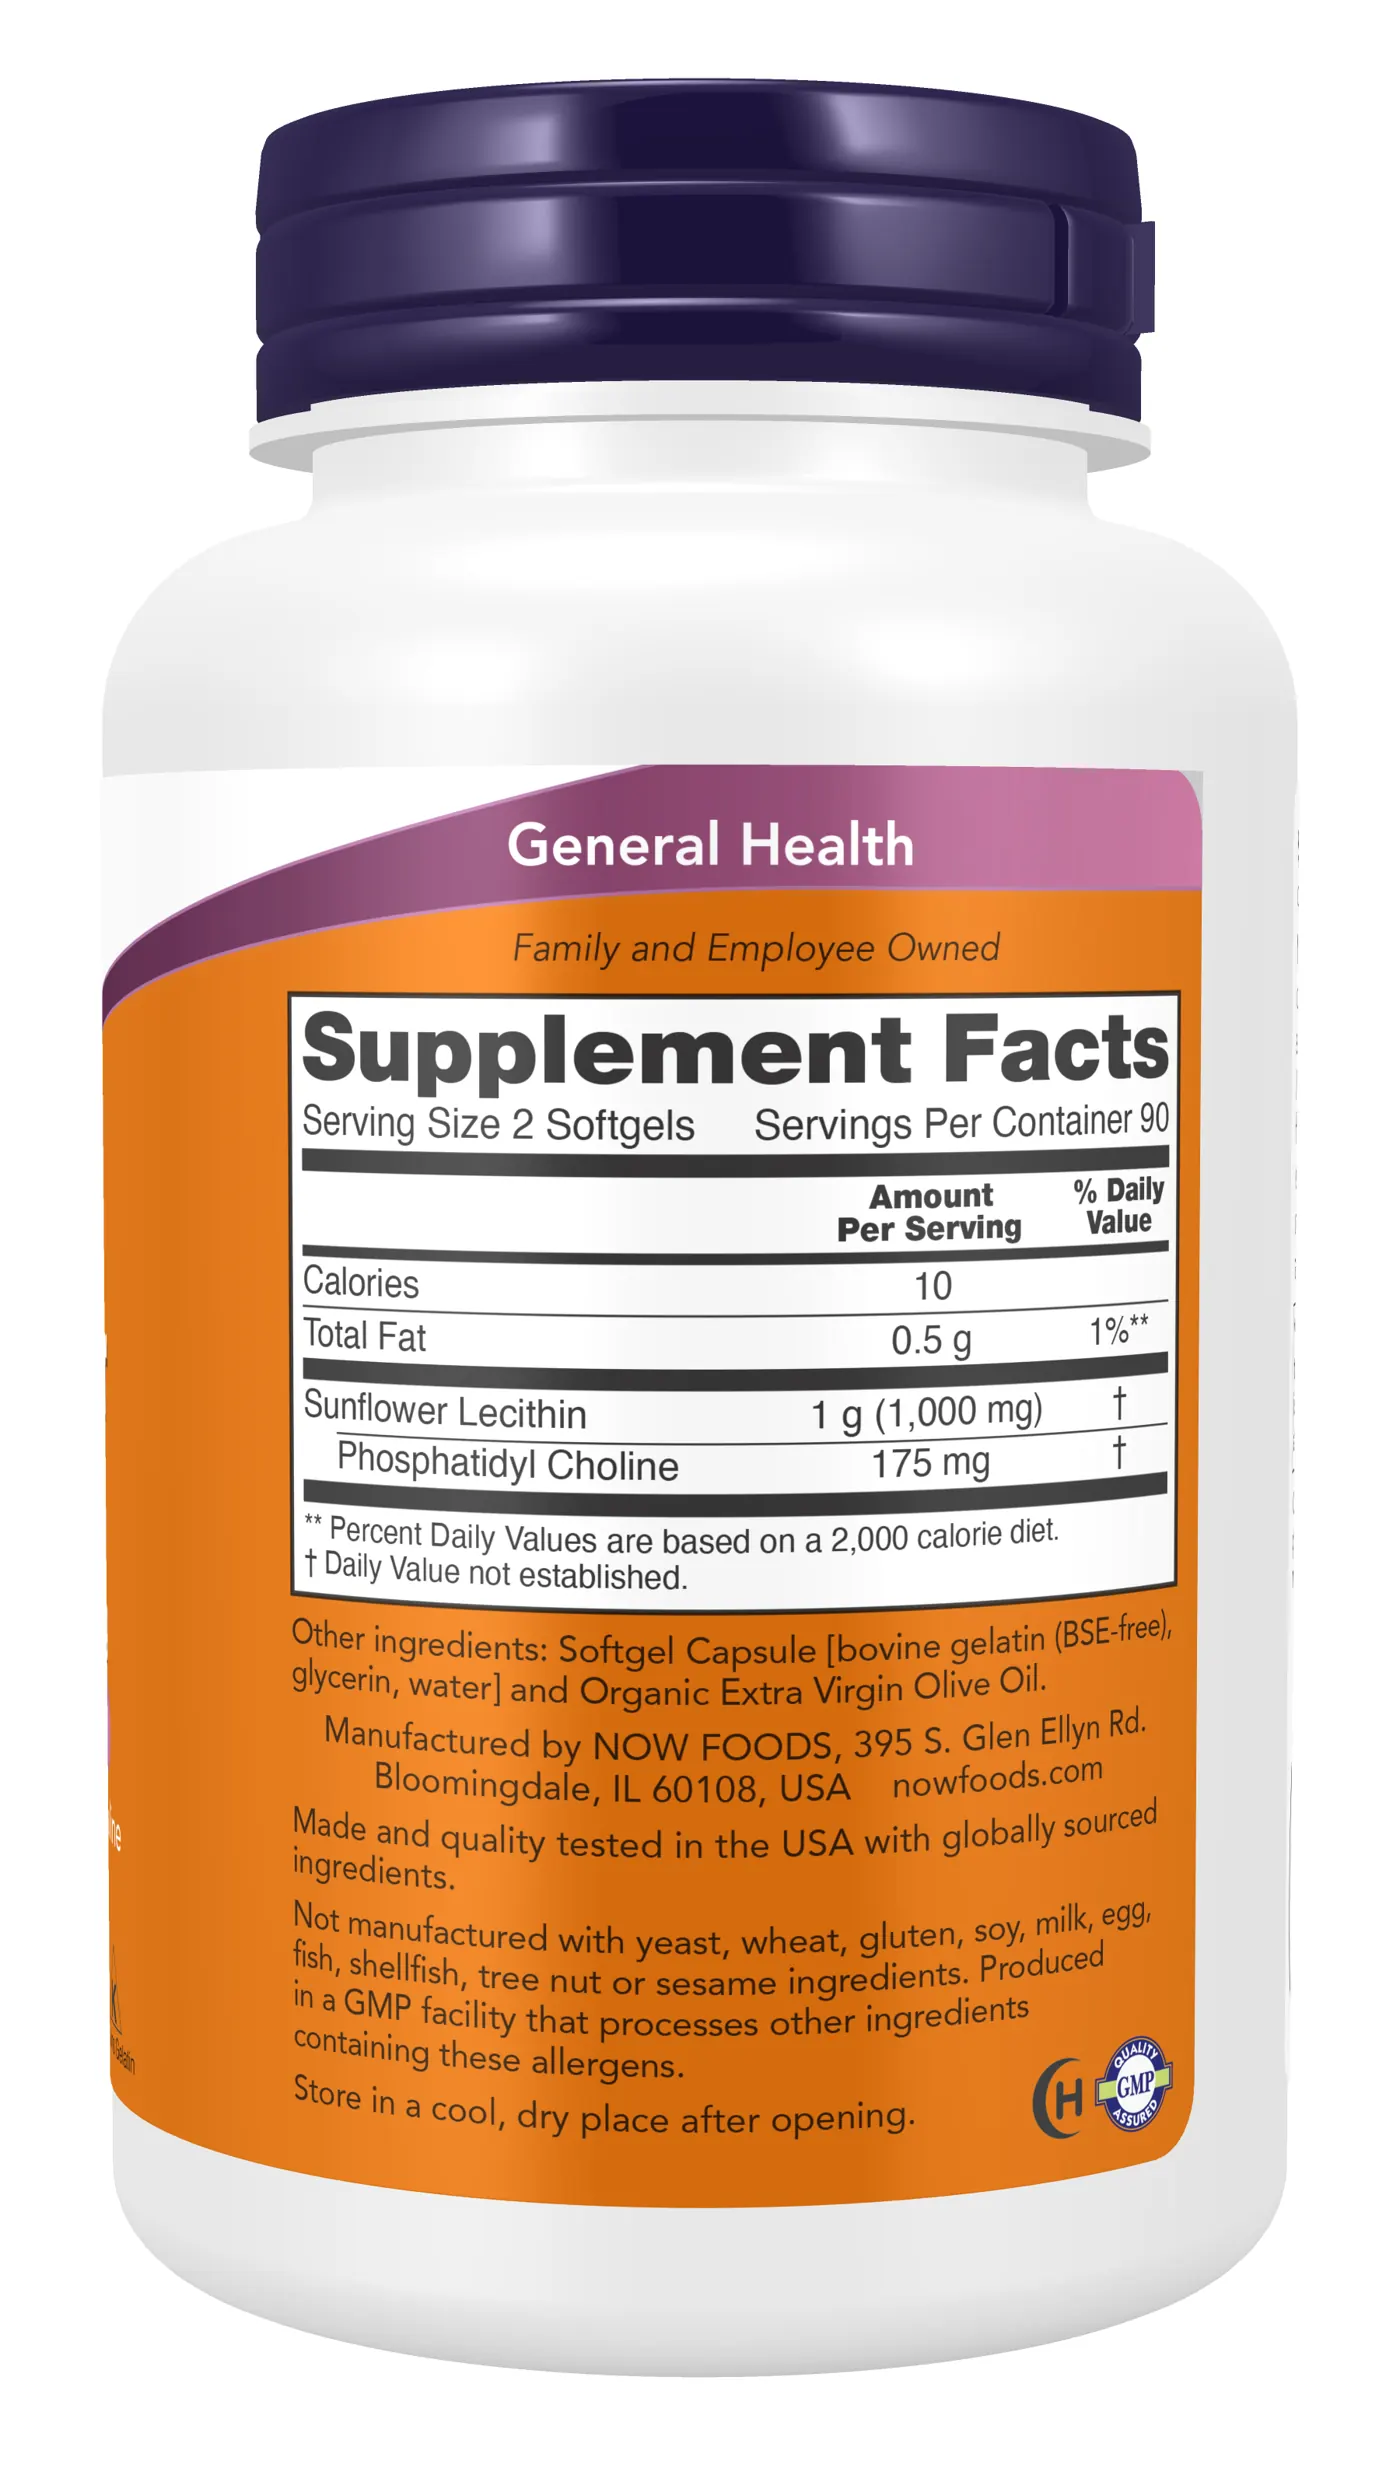 General Health
Family and Employee Owned
Supplement Facts
Serving Size 2 Softgels Servings Per Container 90
Amount Per Serving % Daily Value
Calories 10
Total Fat 0.5 g 1%**
Sunflower Lecithin 1 g (1,000 mg) †
Phosphatidyl Choline 175 mg †
** Percent Daily Values are based on a 2,000 calorie diet.
† Daily Value not established.
Other ingredients: Softgel Capsule [bovine gelatin (BSE-free),
glycerin, water] and Organic Extra Virgin Olive Oil.
Manufactured by NOW FOODS, 395 S. Glen Ellyn Rd.
Bloomingdale, IL 60108, USA nowfoods.com
Made and quality tested in the USA with globally sourced
ingredients.
Not manufactured with yeast, wheat, gluten, soy, milk, egg,
fish, shellfish, tree nut or sesame ingredients. Produced
in a GMP facility that processes other ingredients
containing these allergens.
Store in a cool, dry place after opening.
H
QUALITY
GMP
ASSURED